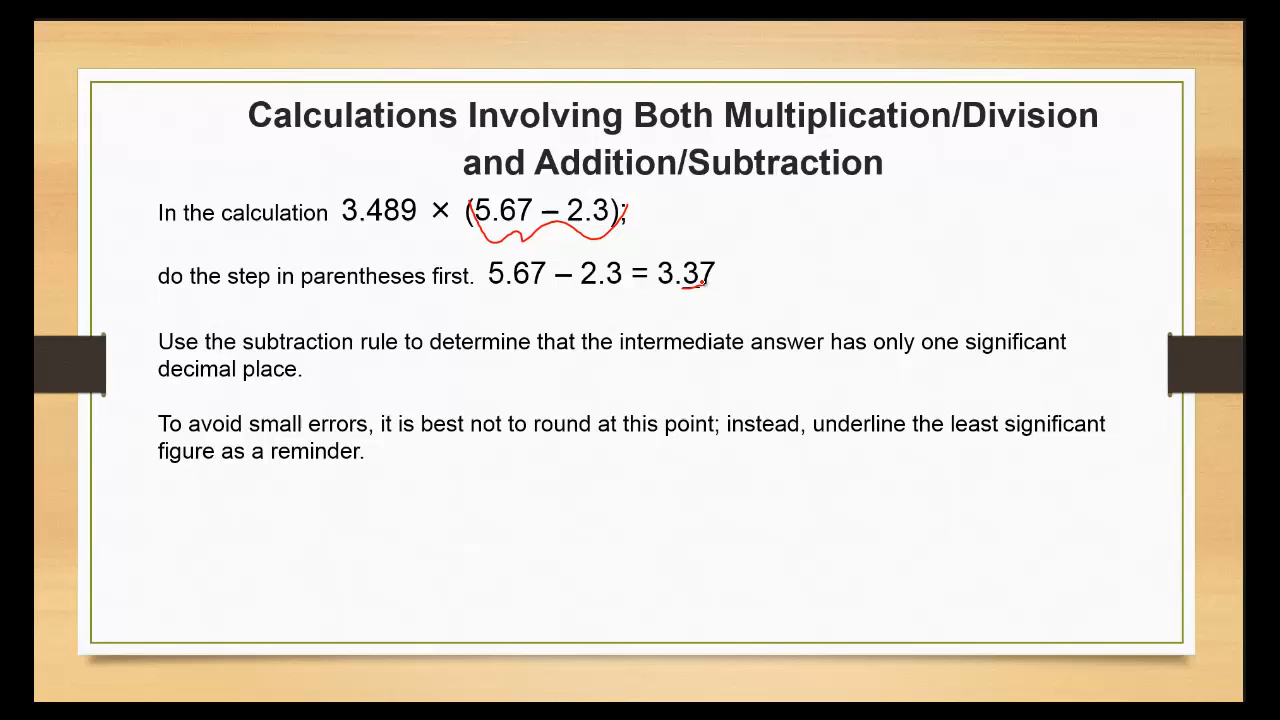 Calculations Involving Both Multiplication/Division
and Addition/Subtraction
In the calculation 3.489 × (5.67 – 2.3);
do the step in parentheses first. 5.67 – 2.3 = 3.37
Use the subtraction rule to determine that the intermediate answer has only one significant
decimal place.
To avoid small errors, it is best not to round at this point; instead, underline the least significant
figure as a reminder.